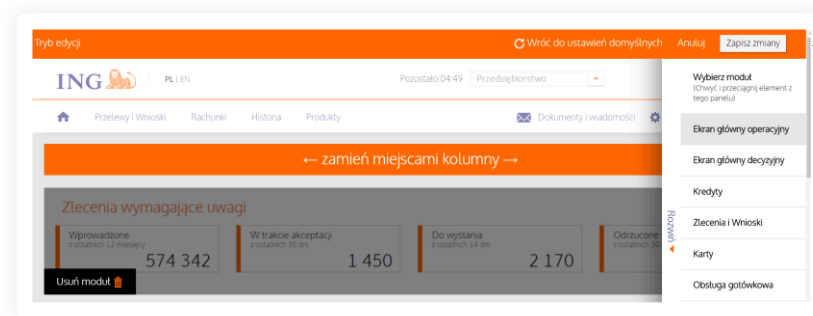 Tryb edycji
Wróć do ustawień domyślnych Anuluj Zapisz zmiany
ING PL | EN Pozostało:04:49 Przedsiębiorstwo
Przelewy i Wnioski Rachunki Historia Produkty Dokumenty i wiadomości
← zamień miejscami kolumny →
Zlecenia wymagające uwagi
Wprowadzone
z ostatnich 12 miesięcy
574 342
W trakcie akceptacji
z ostatnich 30 dni
1 450
Do wysłania
z ostatnich 14 dni
2 170
Odrzucone
z ostatnich 30
Usuń moduł
Rozwiń
Wybierz moduł
(Chwyć i przeciągnij element z
tego panelu)
Ekran główny operacyjny
Ekran główny decyzyjny
Kredyty
Zlecenia i Wnioski
Karty
Obsługa gotówkowa